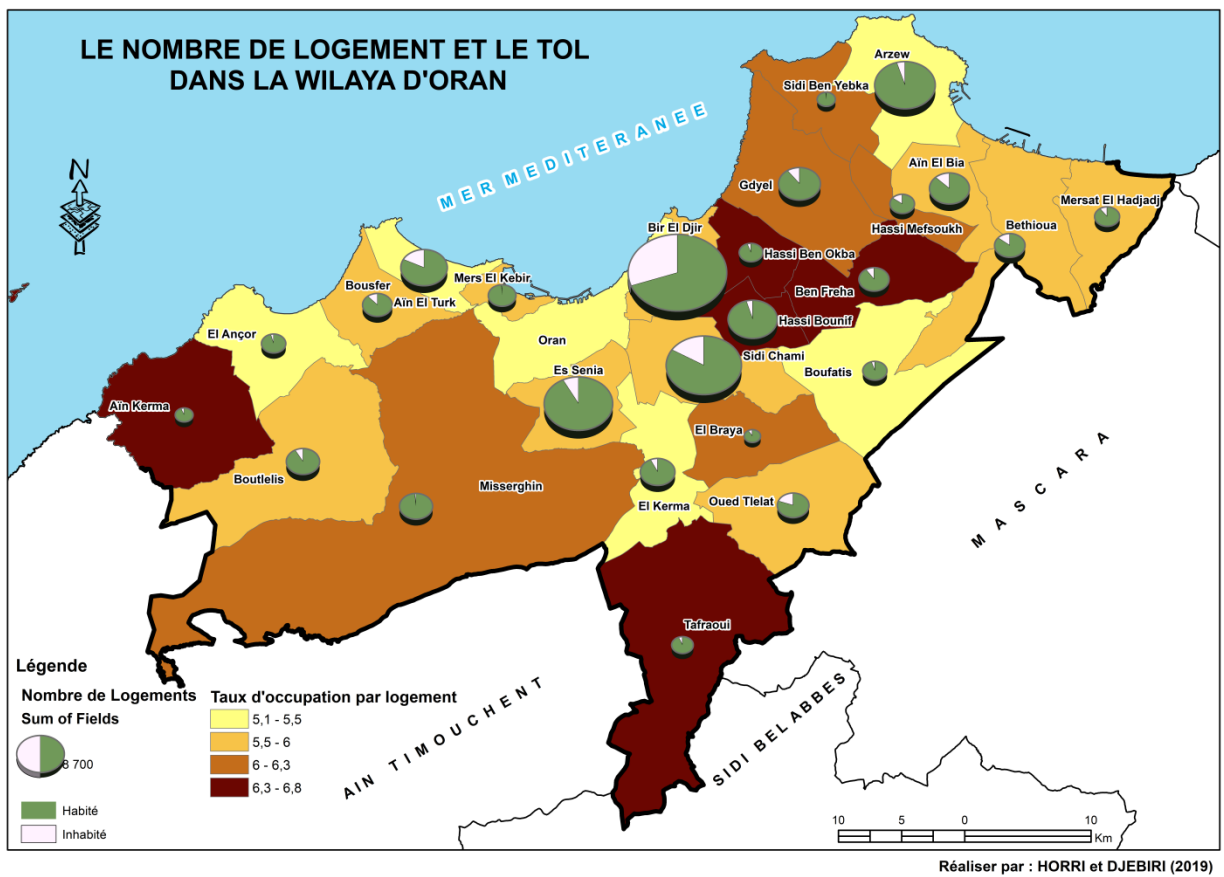 LE NOMBRE DE LOGEMENT ET LE TOL
DANS LA WILAYA D'ORAN
N
MER MEDITERANEE
Arzew
Sidi Ben Yebka
Aïn El Bia
Gdyel
Mersat El Hadjadj
Hassi Mefsoukh
Bethioua
Bir El Djir
Hassi Ben Okba
Mers El Kebir
Bousfer
Aïn El Turk
Ben Freha
Hassi Bounif
El Ançor
Oran
Sidi Chami
Es Senia
Boufatis
Aïn Kerma
El Braya
Boutlelis
Misserghin
El Kerma
Oued Tlelat
Tafraoui
MASCARA
AIN TIMOUCHENT
SIDI BELABBES
Légende
Nombre de Logements
Sum of Fields
8 700
Habité
Inhabité
Taux d'occupation par logement
5,1 - 5,5
5,5 - 6
6 - 6,3
6,3 - 6,8
10 5 0 10
Km
Réaliser par : HORRI et DJEBIRI (2019)